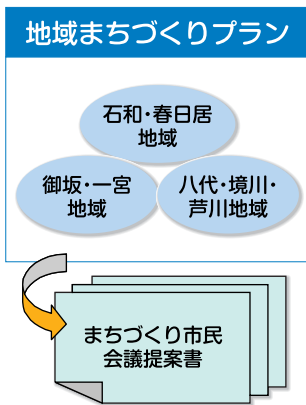 地域まちづくりプラン
石和・春日居
地域
御坂・一宮
地域
八代・境川・
芦川地域
まちづくり市民
会議提案書